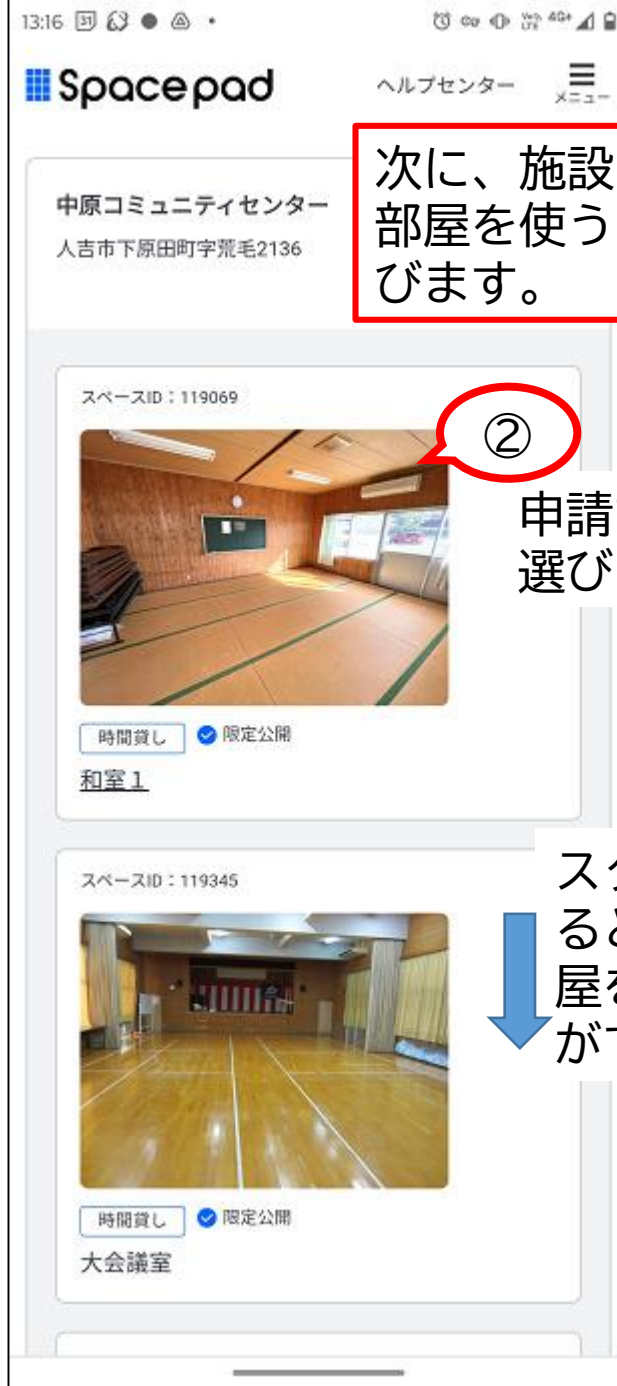 13:16 31
4G+
Spacepad
ヘルプセンター
メニュー
次に、施設
部屋を使う
びます。
中原コミュニティセンター
人吉市下原田町字荒毛2136
スペースID：119069
②
申請
選び
時間貸し 限定公開
和室１
スペースID：119345
スク
ると
屋を
がで
時間貸し 限定公開
大会議室